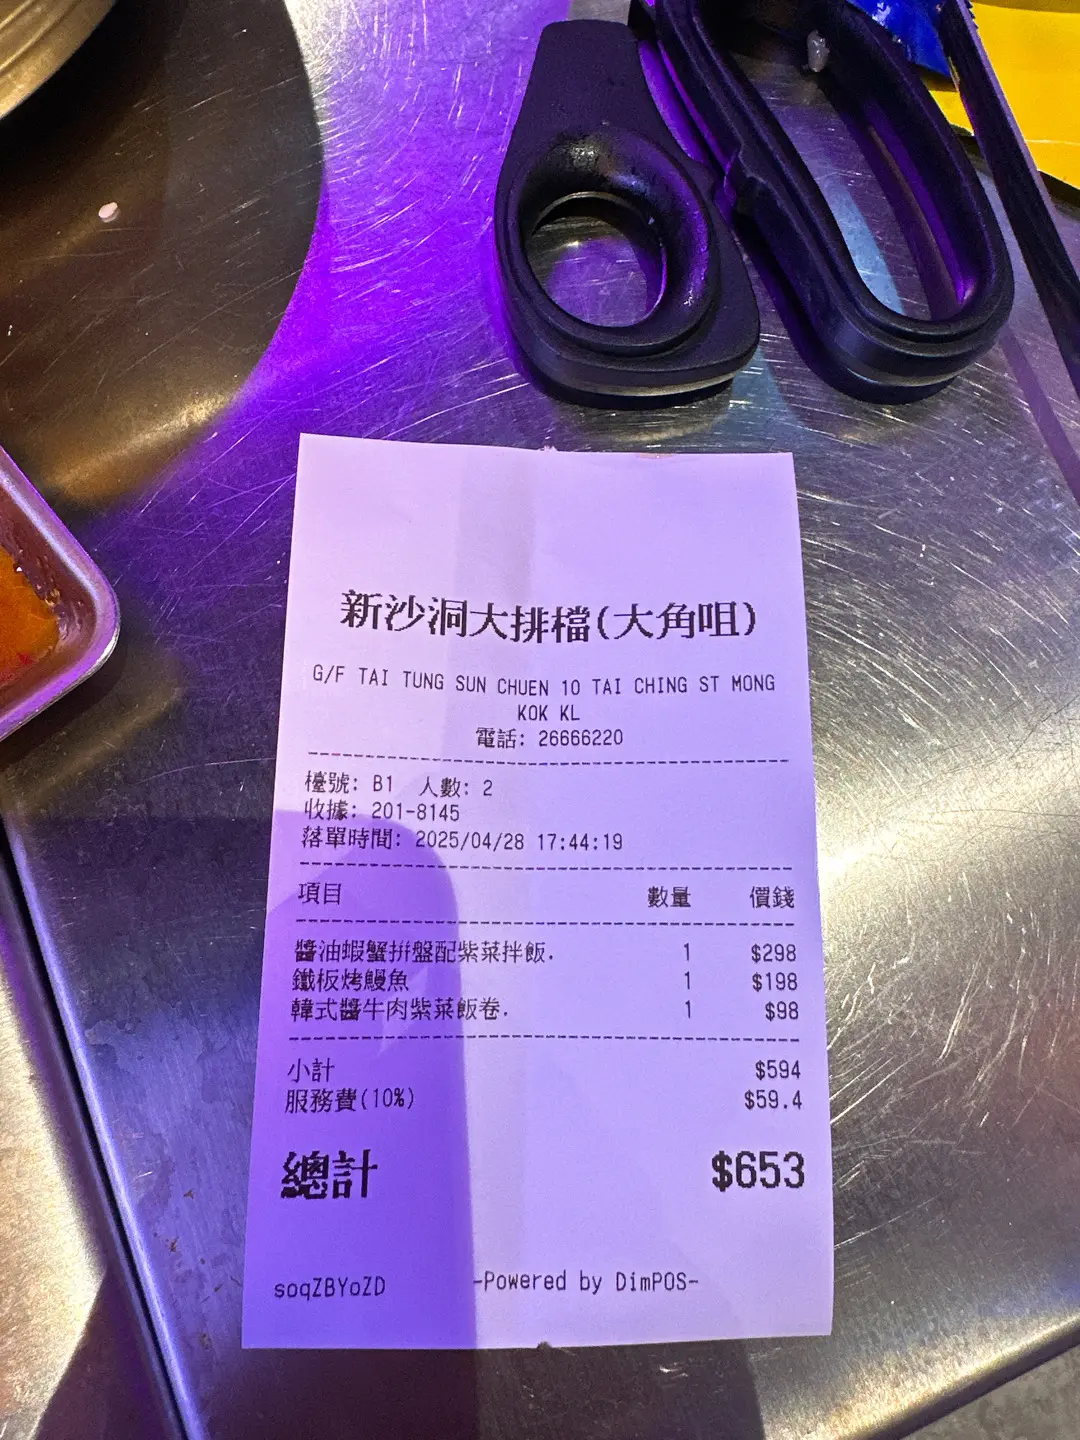 新沙洞大排檔(大角咀)
G/F TAI TUNG SUN CHUEN 10 TAI CHING ST MONG
KOK KL
電話: 26666220
檯號: B1 人數: 2
收據: 201-8145
落單時間: 2025/04/28 17:44:19
項目 數量 價錢
醬油蝦蟹拼盤配紫菜拌飯. 1 $298
鐵板烤鰻魚 1 $198
韓式醬牛肉紫菜飯卷. 1 $98
小計 $594
服務費(10%) $59.4
總計 $653
soqZBYoZD -Powered by DimPOS-